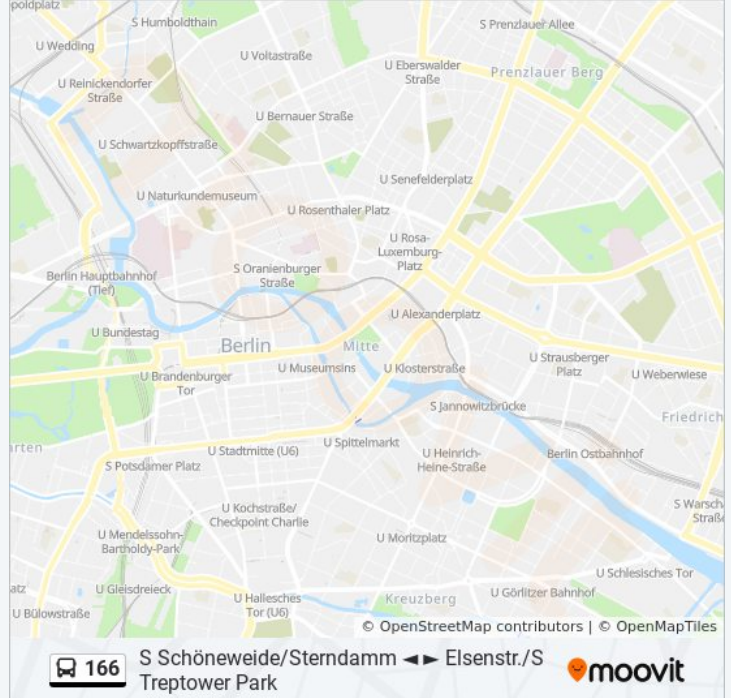 poldplatz
S Humboldthain
S Prenzlauer Allee
U Wedding
U Voltastraße
U Eberswalder
Straße
Prenzlauer Berg
U Reinickendorfer
Straße
U Bernauer Straße
U Schwartzkopffstraße
U Senefelderplatz
U Naturkundemuseum
U Rosenthaler Platz
U Rosa-
Luxemburg-
Platz
Berlin Hauptbahnhof
(Tief)
S Oranienburger
Straße
U Alexanderplatz
U Bundestag
Berlin
Mitte
U Museumsins
U Klosterstraße
U Strausberger
Platz
U Weberwiese
U Brandenburger
Tor
S Jannowitzbrücke
Friedrich
rten
U Stadtmitte (U6)
U Spittelmarkt
U Heinrich-
Heine-Straße
Berlin Ostbahnhof
S Potsdamer Platz
S Warsch
Straße
U Kochstraße/
Checkpoint Charlie
U Mendelssohn-
Bartholdy-Park
U Moritzplatz
U Schlesisches Tor
atz
U Gleisdreieck
U Hallesches
Tor (U6)
Kreuzberg
U Görlitzer Bahnhof
U Bülowstraße
© OpenStreetMap contributors | © OpenMapTiles
166
S Schöneweide/Sterndamm ◄ ► Elsenstr./S
Treptower Park
moovit